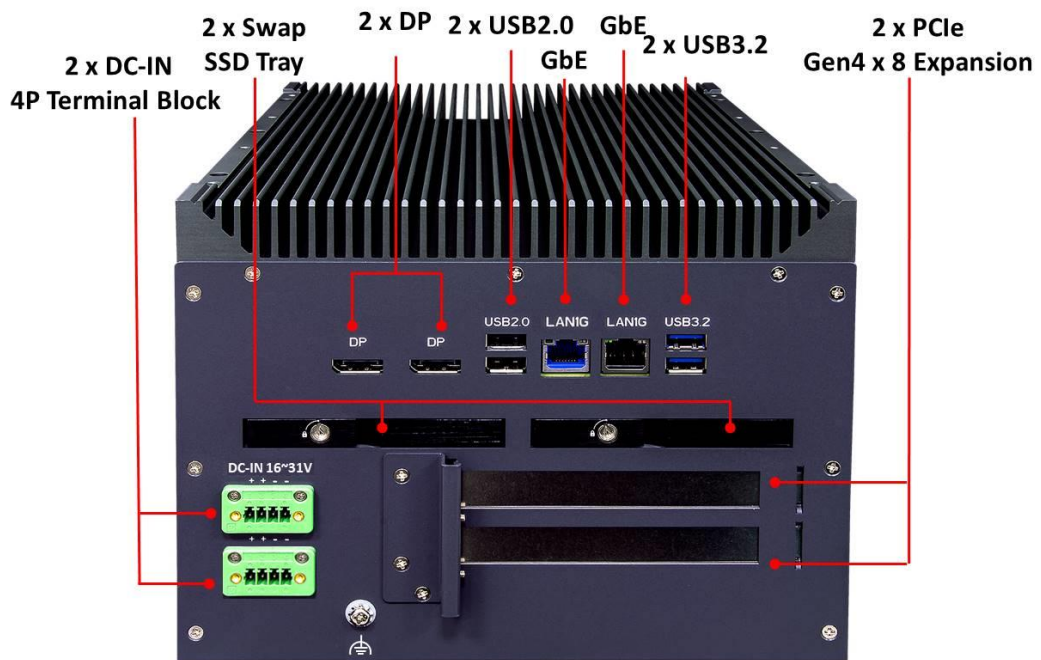 2 x DC-IN
4P Terminal Block
2 x Swap
SSD Tray
2 x DP
2 x USB2.0
GbE
GbE
2 x USB3.2
2 x PCIe
Gen4 x 8 Expansion
DP
DP
USB2.0
LAN1G
LAN1G
USB3.2
DC-IN 16~31V
+ + - -
+ + - -